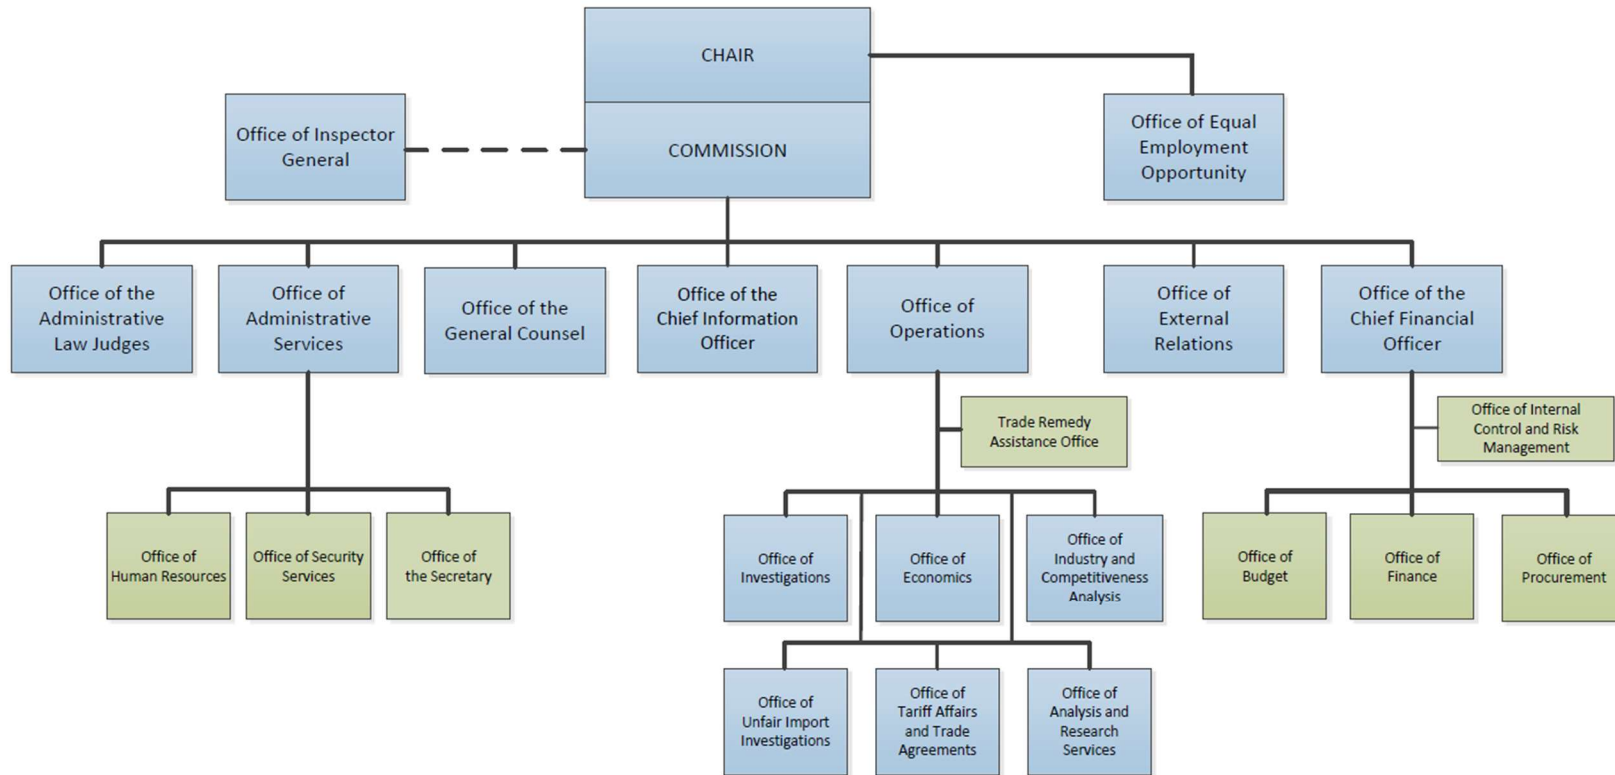 CHAIR
COMMISSION
Office of Inspector
General
Office of Equal
Employment
Opportunity
Office of the
Administrative
Law Judges
Office of
Administrative
Services
Office of the
General Counsel
Office of the
Chief Information
Officer
Office of
Operations
Office of
External
Relations
Office of the
Chief Financial
Officer
Trade Remedy
Assistance Office
Office of Internal
Control and Risk
Management
Office of
Human Resources
Office of Security
Services
Office of
the Secretary
Office of
Investigations
Office of
Economics
Office of
Industry and
Competitiveness
Analysis
Office of
Budget
Office of
Finance
Office of
Procurement
Office of
Unfair Import
Investigations
Office of
Tariff Affairs
and Trade
Agreements
Office of
Analysis and
Research
Services